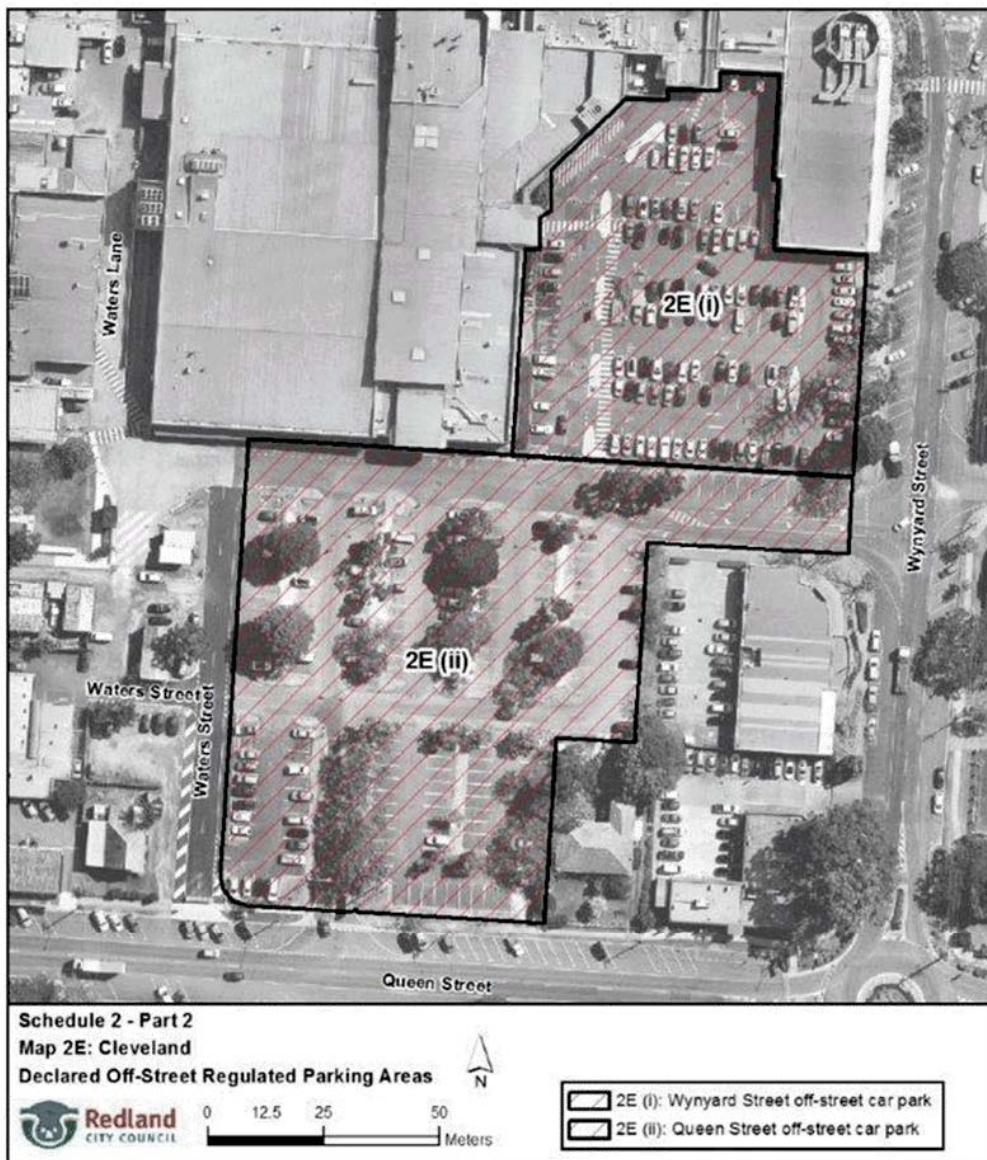 2E (i)
Waters Lane
Wynyard Street
2E (ii)
Waters Street
Waters Street
Queen Street
Schedule 2 - Part 2
Map 2E: Cleveland
Declared Off-Street Regulated Parking Areas
N
Redland
CITY COUNCIL
0 12.5 25 50
Meters
2E (i): Wynyard Street off-street car park
2E (ii): Queen Street off-street car park